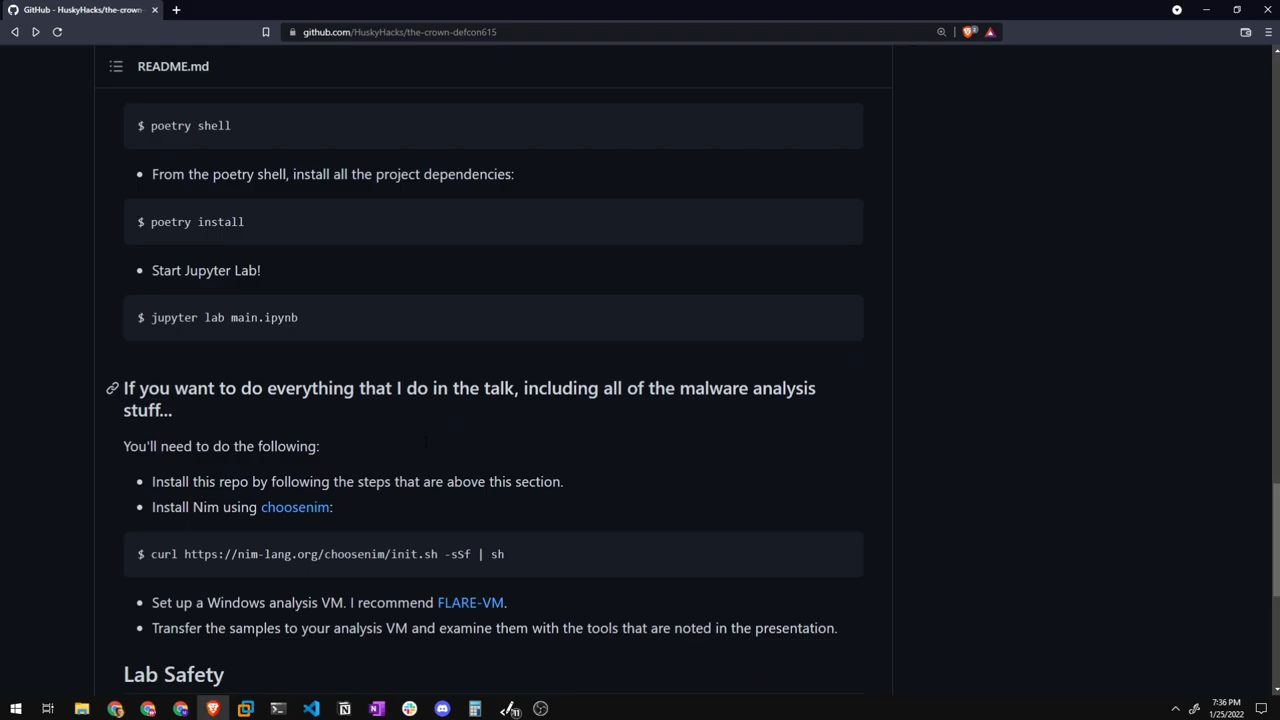 GitHub - HuskyHacks/the-crown-
github.com/HuskyHacks/the-crown-defcon615
README.md
$ poetry shell
• From the poetry shell, install all the project dependencies:
$ poetry install
• Start Jupyter Lab!
$ jupyter lab main.ipynb
If you want to do everything that I do in the talk, including all of the malware analysis
stuff...
You'll need to do the following:
• Install this repo by following the steps that are above this section.
• Install Nim using choosenim:
$ curl https://nim-lang.org/choosenim/init.sh -sSf | sh
• Set up a Windows analysis VM. I recommend FLARE-VM.
• Transfer the samples to your analysis VM and examine them with the tools that are noted in the presentation.
Lab Safety
7:36 PM
1/25/2022